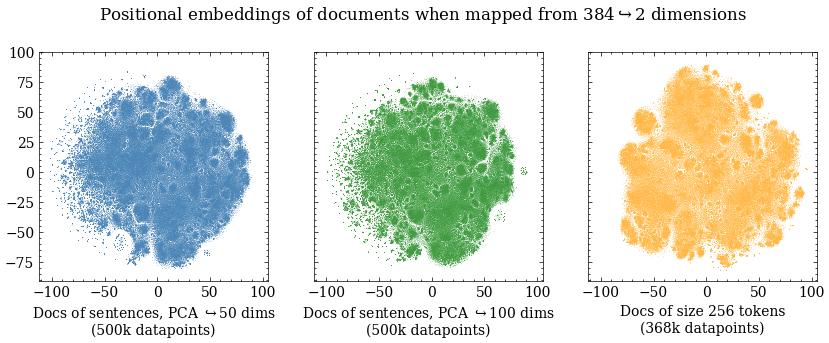 Positional embeddings of documents when mapped from 384↪2 dimensions
100
75
50
25
0
−25
−50
−75
−100 −50 0 50 100
−100 −50 0 50 100
−100 −50 0 50 100
Docs of sentences, PCA ↪50 dims
(500k datapoints)
Docs of sentences, PCA ↪100 dims
(500k datapoints)
Docs of size 256 tokens
(368k datapoints)